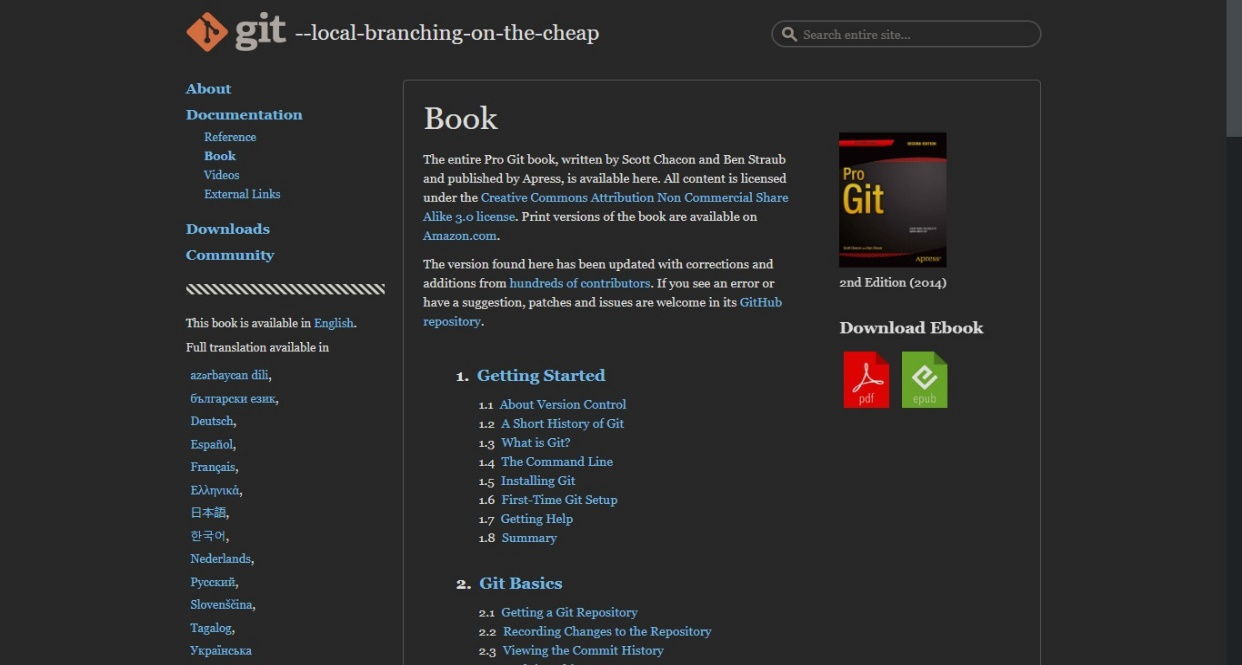 git --local-branching-on-the-cheap
Search entire site...
About
Documentation
Reference
Book
Videos
External Links
Downloads
Community
This book is available in English.
Full translation available in
azərbaycan dili,
български език,
Deutsch,
Español,
Français,
Ελληνικά,
日本語,
한국어,
Nederlands,
Русский,
Slovenščina,
Tagalog,
Українська
Book
The entire Pro Git book, written by Scott Chacon and Ben Straub
and published by Apress, is available here. All content is licensed
under the Creative Commons Attribution Non Commercial Share
Alike 3.0 license. Print versions of the book are available on
Amazon.com.
The version found here has been updated with corrections and
additions from hundreds of contributors. If you see an error or
have a suggestion, patches and issues are welcome in its GitHub
repository.
1. Getting Started
1.1 About Version Control
1.2 A Short History of Git
1.3 What is Git?
1.4 The Command Line
1.5 Installing Git
1.6 First-Time Git Setup
1.7 Getting Help
1.8 Summary
2. Git Basics
2.1 Getting a Git Repository
2.2 Recording Changes to the Repository
2.3 Viewing the Commit History
SECOND EDITION
Pro
Git
Scott Chacon and Ben Straub
Apress®
2nd Edition (2014)
Download Ebook
pdf
epub